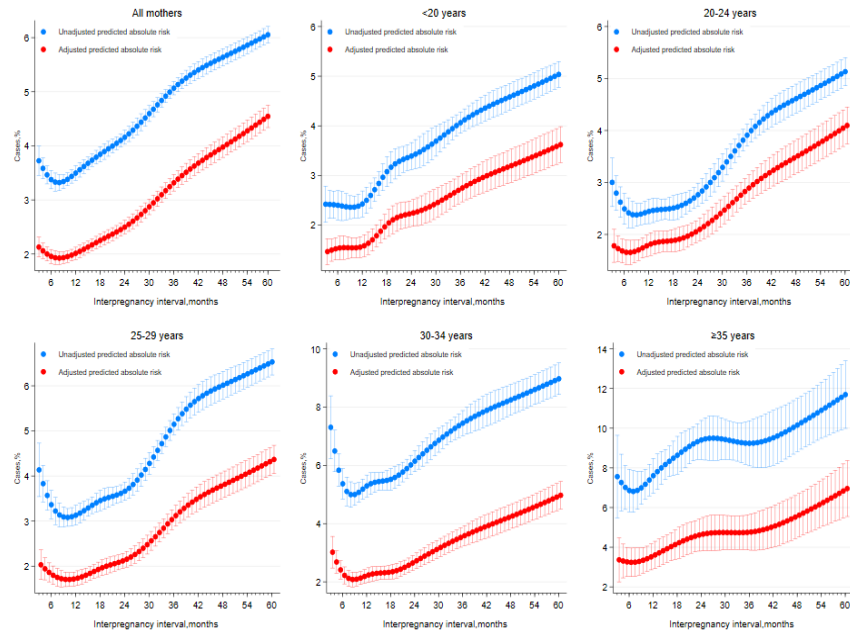 All mothers
Unadjusted predicted absolute risk
Adjusted predicted absolute risk
Cases,%
6
5
4
3
2
6 12 18 24 30 36 42 48 54 60
Interpregnancy interval,months
<20 years
Unadjusted predicted absolute risk
Adjusted predicted absolute risk
Cases,%
6
5
4
3
2
6 12 18 24 30 36 42 48 54 60
Interpregnancy interval,months
20-24 years
Unadjusted predicted absolute risk
Adjusted predicted absolute risk
Cases,%
6
5
4
3
2
6 12 18 24 30 36 42 48 54 60
Interpregnancy interval,months
25-29 years
Unadjusted predicted absolute risk
Adjusted predicted absolute risk
Cases,%
6
5
4
3
2
6 12 18 24 30 36 42 48 54 60
Interpregnancy interval,months
30-34 years
Unadjusted predicted absolute risk
Adjusted predicted absolute risk
Cases,%
10
8
6
4
2
6 12 18 24 30 36 42 48 54 60
Interpregnancy interval,months
≥35 years
Unadjusted predicted absolute risk
Adjusted predicted absolute risk
Cases,%
14
12
10
8
6
4
2
6 12 18 24 30 36 42 48 54 60
Interpregnancy interval,months